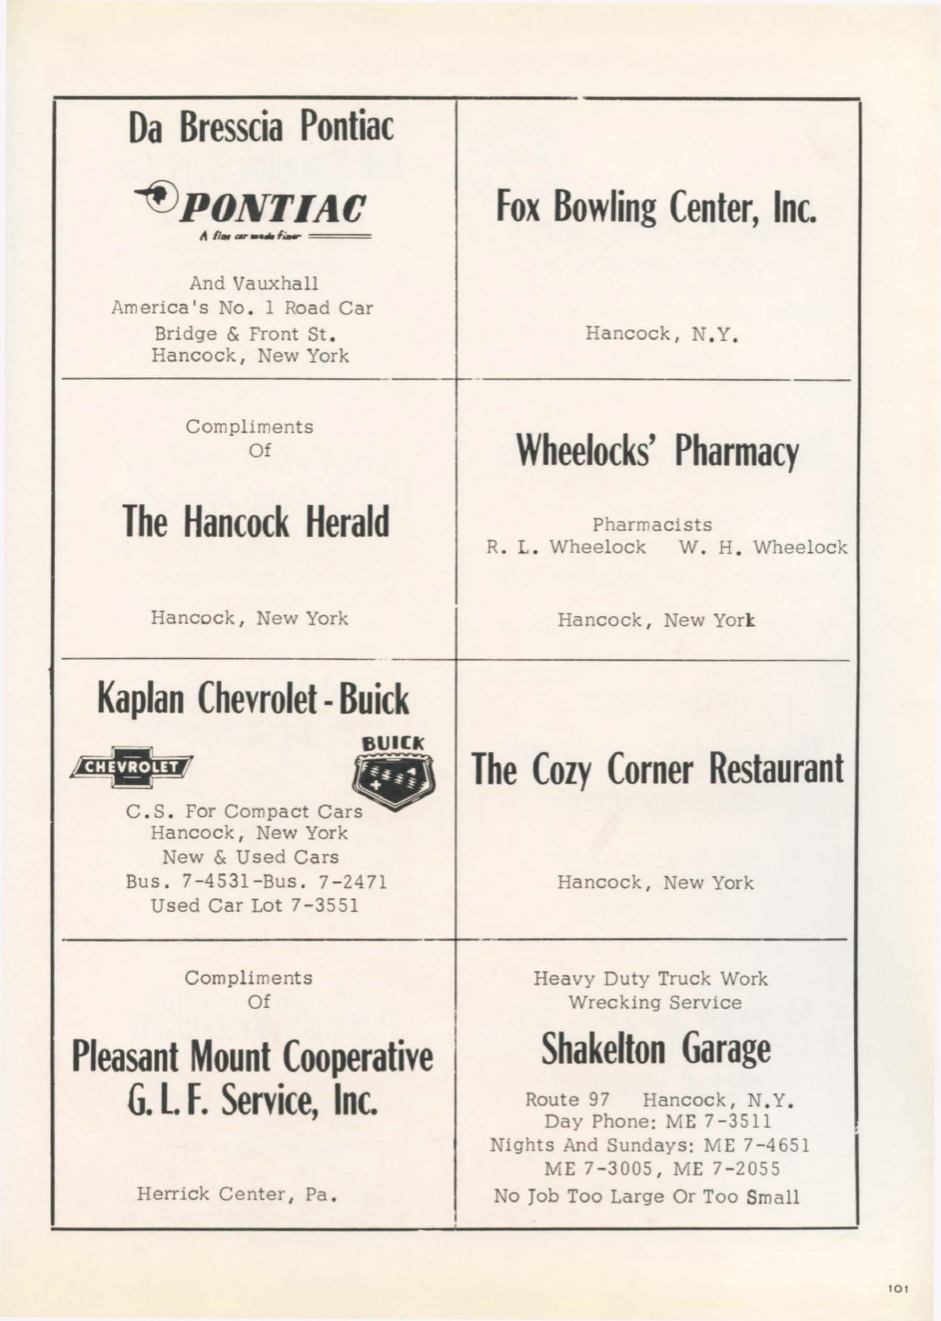 Da Bresscia Pontiac
PONTIAC
A fine car made finer
And Vauxhall
America's No. 1 Road Car
Bridge & Front St.
Hancock, New York
Fox Bowling Center, Inc.
Hancock, N.Y.
Compliments
Of
The Hancock Herald
Hancock, New York
Wheelocks' Pharmacy
Pharmacists
R. L. Wheelock W. H. Wheelock
Hancock, New York
Kaplan Chevrolet - Buick
CHEVROLET
BUICK
C.S. For Compact Cars
Hancock, New York
New & Used Cars
Bus. 7-4531-Bus. 7-2471
Used Car Lot 7-3551
The Cozy Corner Restaurant
Hancock, New York
Compliments
Of
Pleasant Mount Cooperative
G. L. F. Service, Inc.
Herrick Center, Pa.
Heavy Duty Truck Work
Wrecking Service
Shakelton Garage
Route 97 Hancock, N.Y.
Day Phone: ME 7-3511
Nights And Sundays: ME 7-4651
ME 7-3005, ME 7-2055
No Job Too Large Or Too Small
101